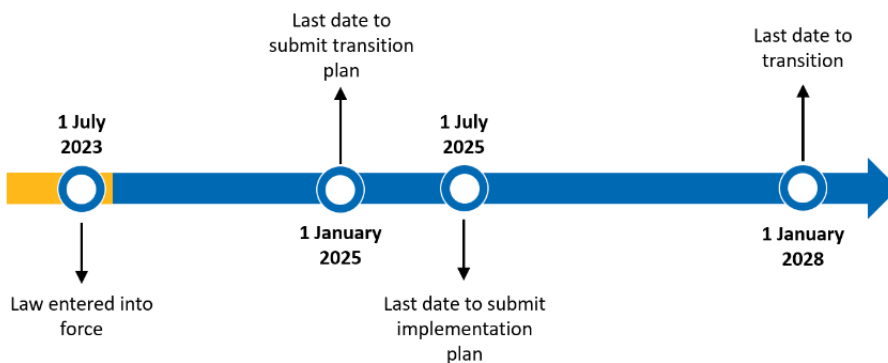 Last date to
submit transition
plan
Last date to
transition
1 July
2023
1 July
2025
1 January
2025
1 January
2028
Law entered into
force
Last date to submit
implementation
plan